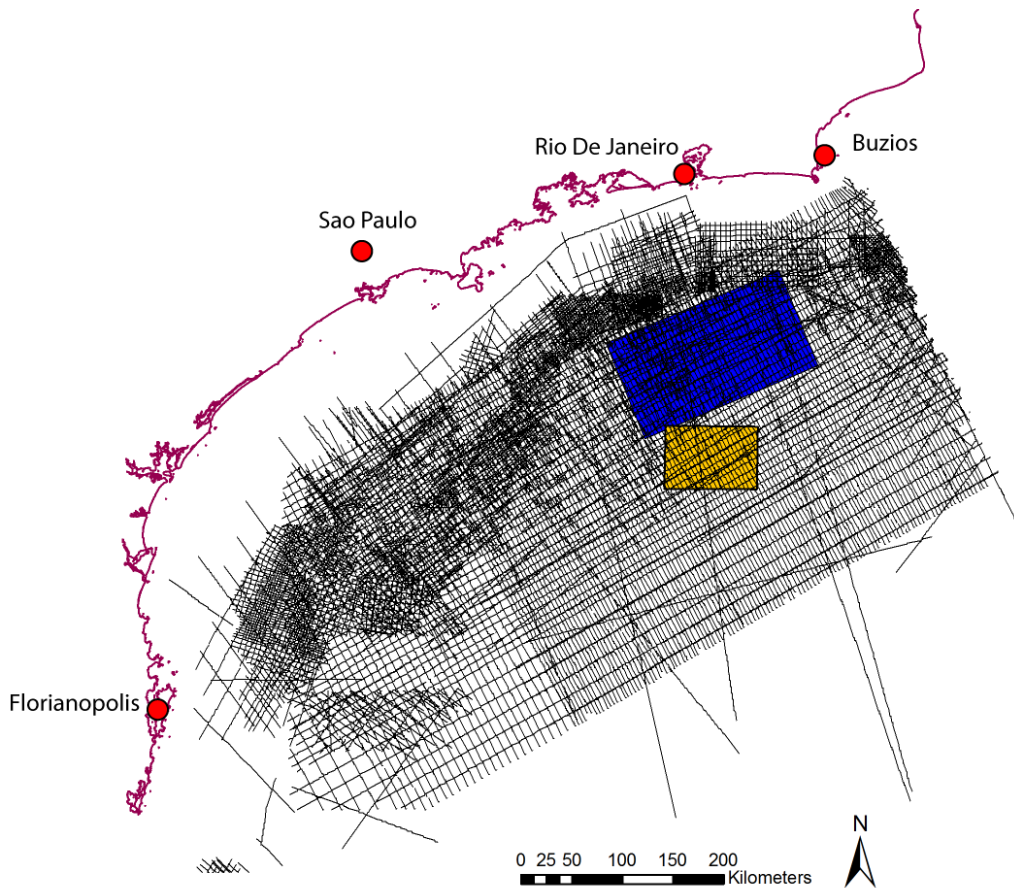 Rio De Janeiro
Buzios
Sao Paulo
Florianopolis
N
0 25 50 100 150 200
Kilometers